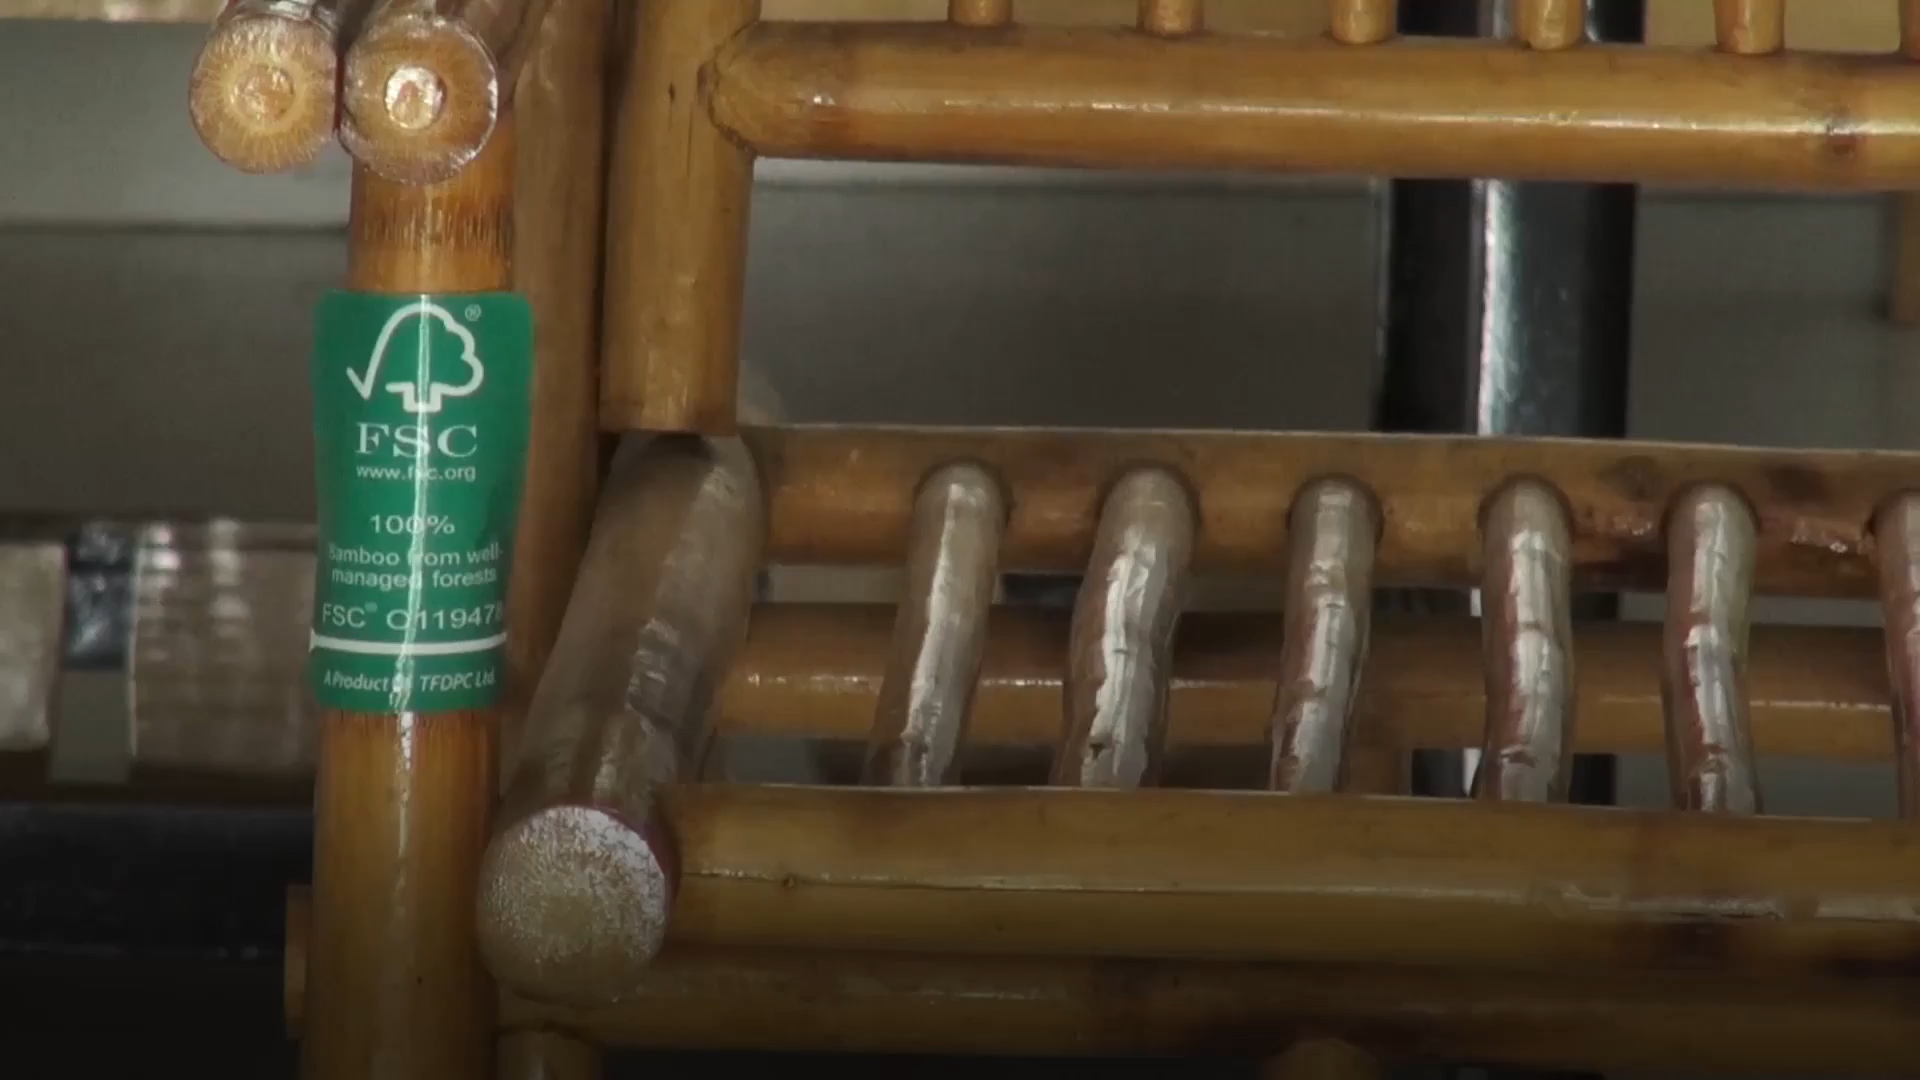 ®
FSC
www.fsc.org
100%
Bamboo from well-
managed forests
FSC® C119478
A Product of TFDPC Ltd.